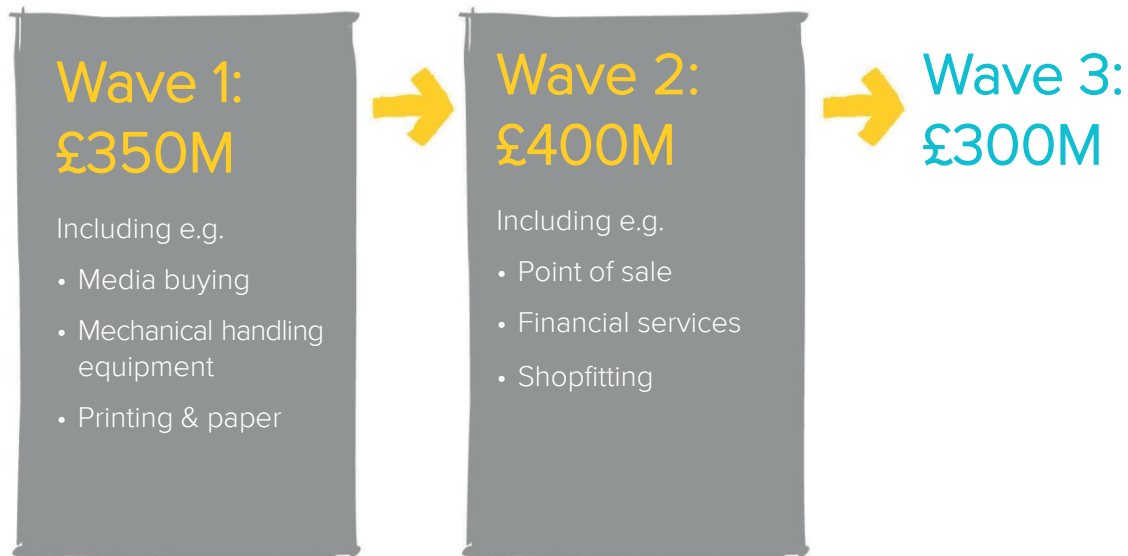 Wave 1:
£350M
Including e.g.
• Media buying
• Mechanical handling
equipment
• Printing & paper
Wave 2:
£400M
Including e.g.
• Point of sale
• Financial services
• Shopfitting
Wave 3:
£300M